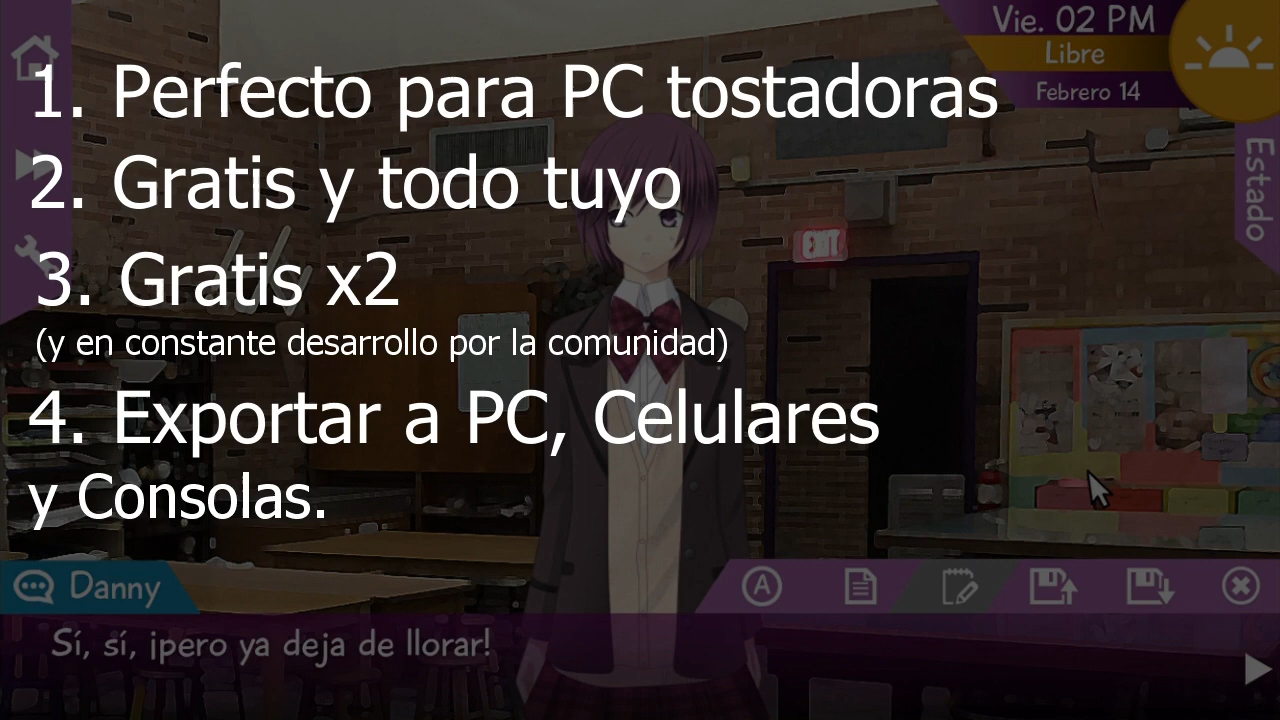 Vie. 02 PM
Libre
Febrero 14
Estado
1. Perfecto para PC tostadoras
2. Gratis y todo tuyo
EXIT
3. Gratis x2
(y en constante desarrollo por la comunidad)
4. Exportar a PC, Celulares
y Consolas.
Danny
A
Sí, sí, ¡pero ya deja de llorar!